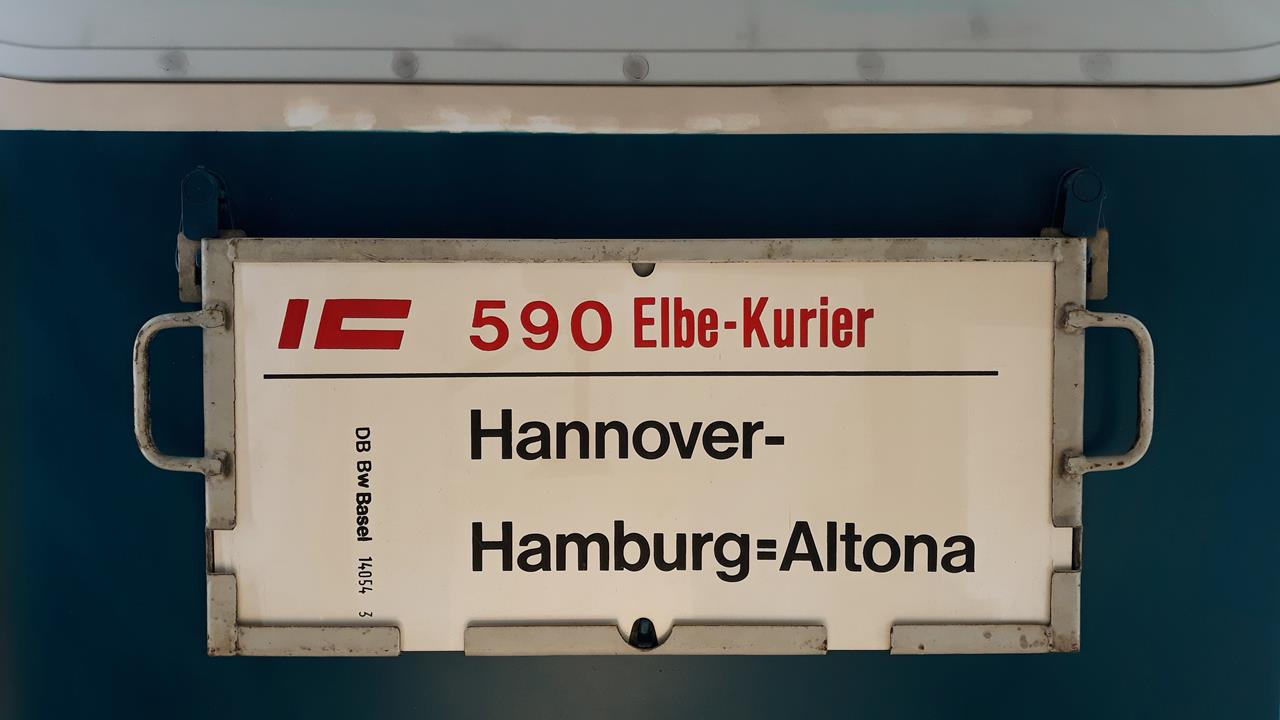 IC 590 Elbe-Kurier
Hannover-
Hamburg=Altona
DB Bw Basel 14054 3